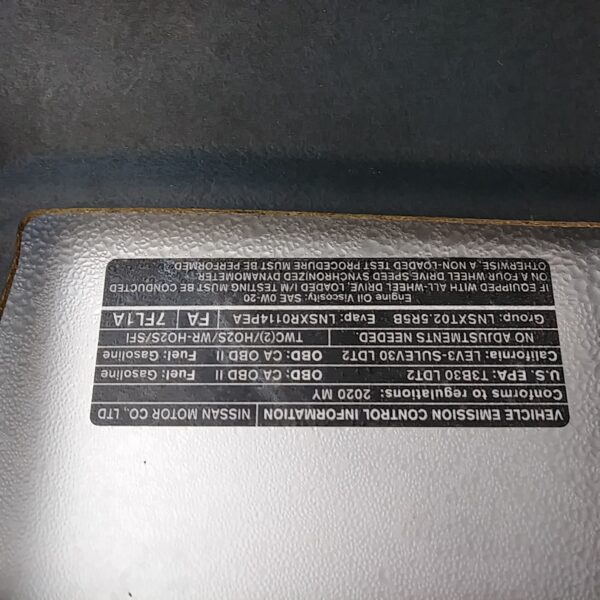 VEHICLE EMISSION CONTROL INFORMATION NISSAN MOTOR CO., LTD
Conforms to regulations: 2020 MY
U.S. EPA: T3B30 LDT2 OBD: CA OBD II Fuel: Gasoline
California: LEV3-SULEV30 LDT2 OBD: CA OBD II Fuel: Gasoline
NO ADJUSTMENTS NEEDED. TWC(2)/HO2S/WR-HO2S/SFI
Group: LNSXT02.5R5B Evap: LNSXR0114PEA FA 7FL1A
Engine Oil Viscosity: SAE 0W-20
IF EQUIPPED WITH ALL-WHEEL DRIVE, LOADED I/M TESTING MUST BE CONDUCTED
ON A FOUR WHEEL DRIVE-SPEED SYNCHRONIZED DYNAMOMETER
OTHERWISE, A NON-LOADED TEST PROCEDURE MUST BE PERFORMED